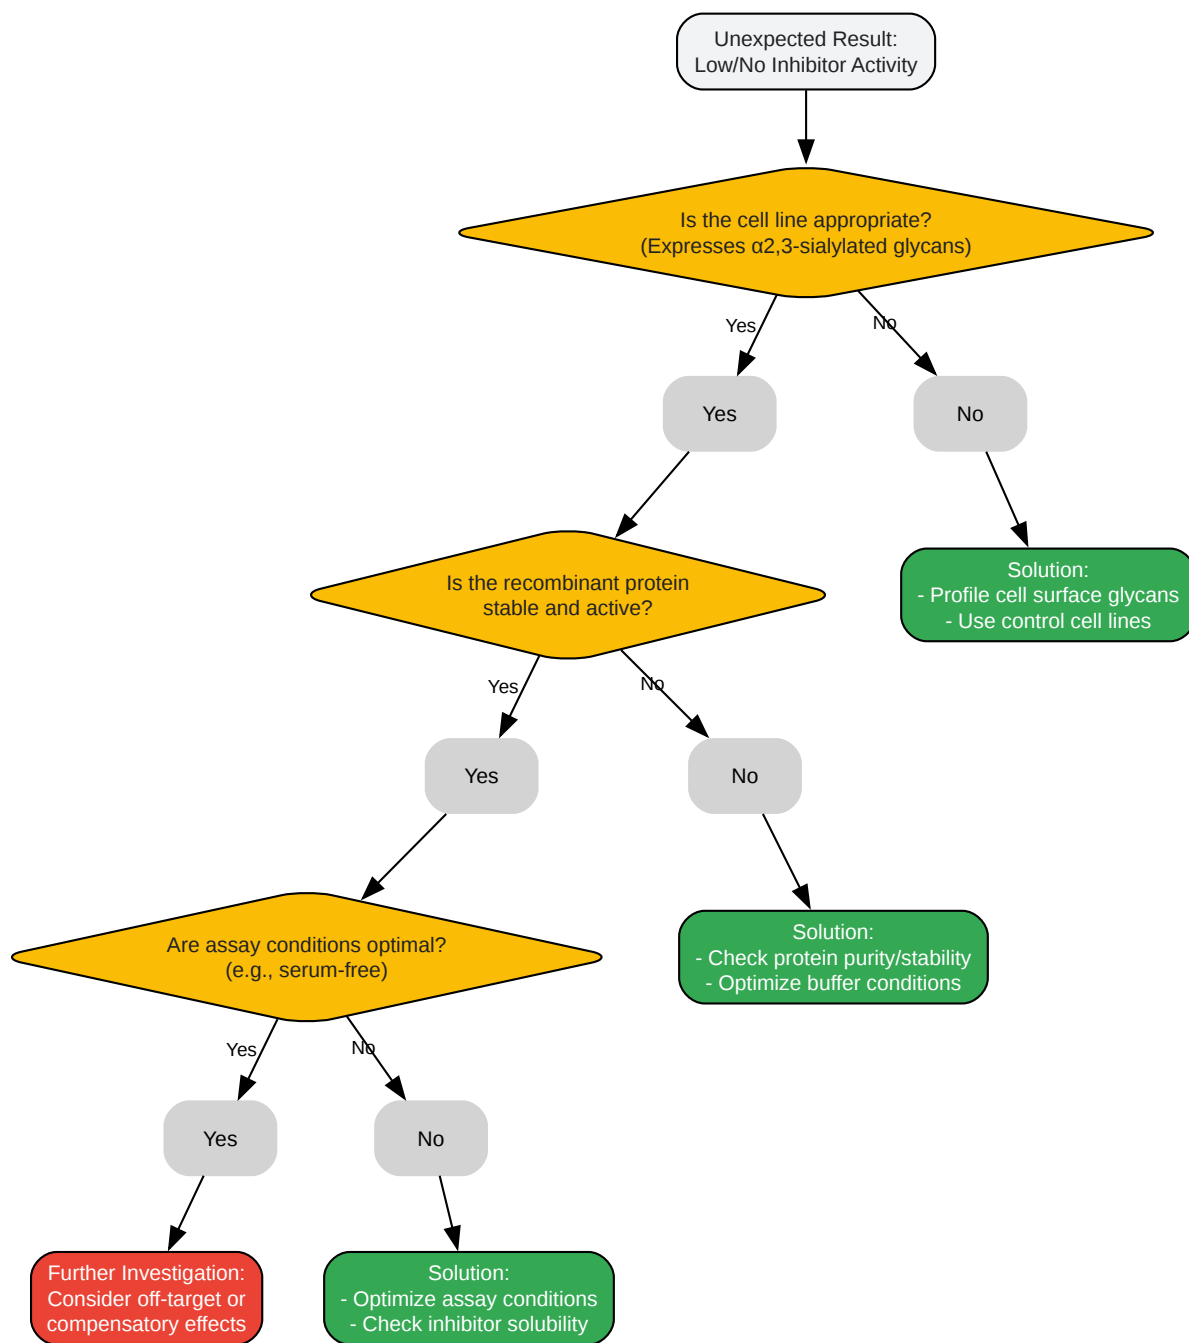 Unexpected Result:
Low/No Inhibitor Activity
Is the cell line appropriate?
(Expresses α2,3-sialylated glycans)
Yes
No
Yes
No
Solution:
- Profile cell surface glycans
- Use control cell lines
Is the recombinant protein
stable and active?
Yes
No
Yes
No
Solution:
- Check protein purity/stability
- Optimize buffer conditions
Are assay conditions optimal?
(e.g., serum-free)
Yes
No
Yes
No
Further Investigation:
Consider off-target or
compensatory effects
Solution:
- Optimize assay conditions
- Check inhibitor solubility